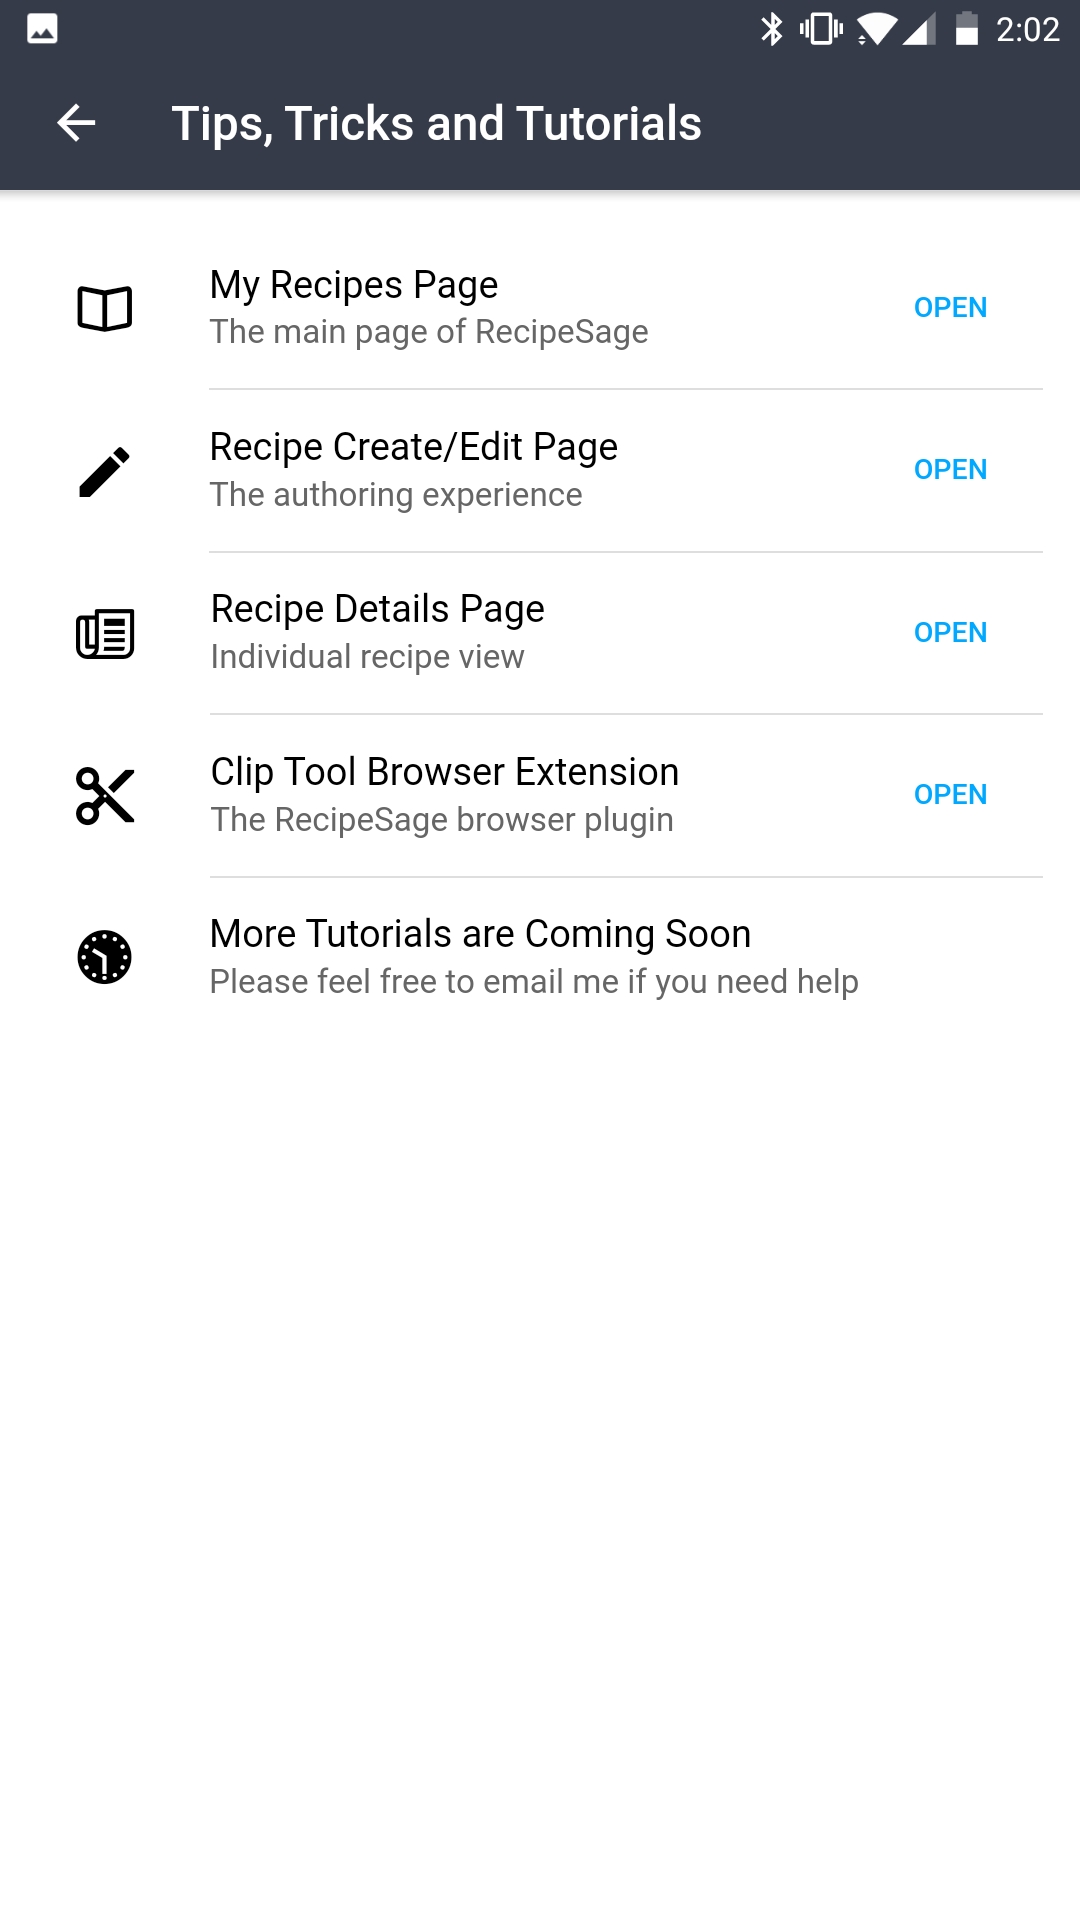 2:02
Tips, Tricks and Tutorials
My Recipes Page
The main page of RecipeSage
OPEN
Recipe Create/Edit Page
The authoring experience
OPEN
Recipe Details Page
Individual recipe view
OPEN
Clip Tool Browser Extension
The RecipeSage browser plugin
OPEN
More Tutorials are Coming Soon
Please feel free to email me if you need help